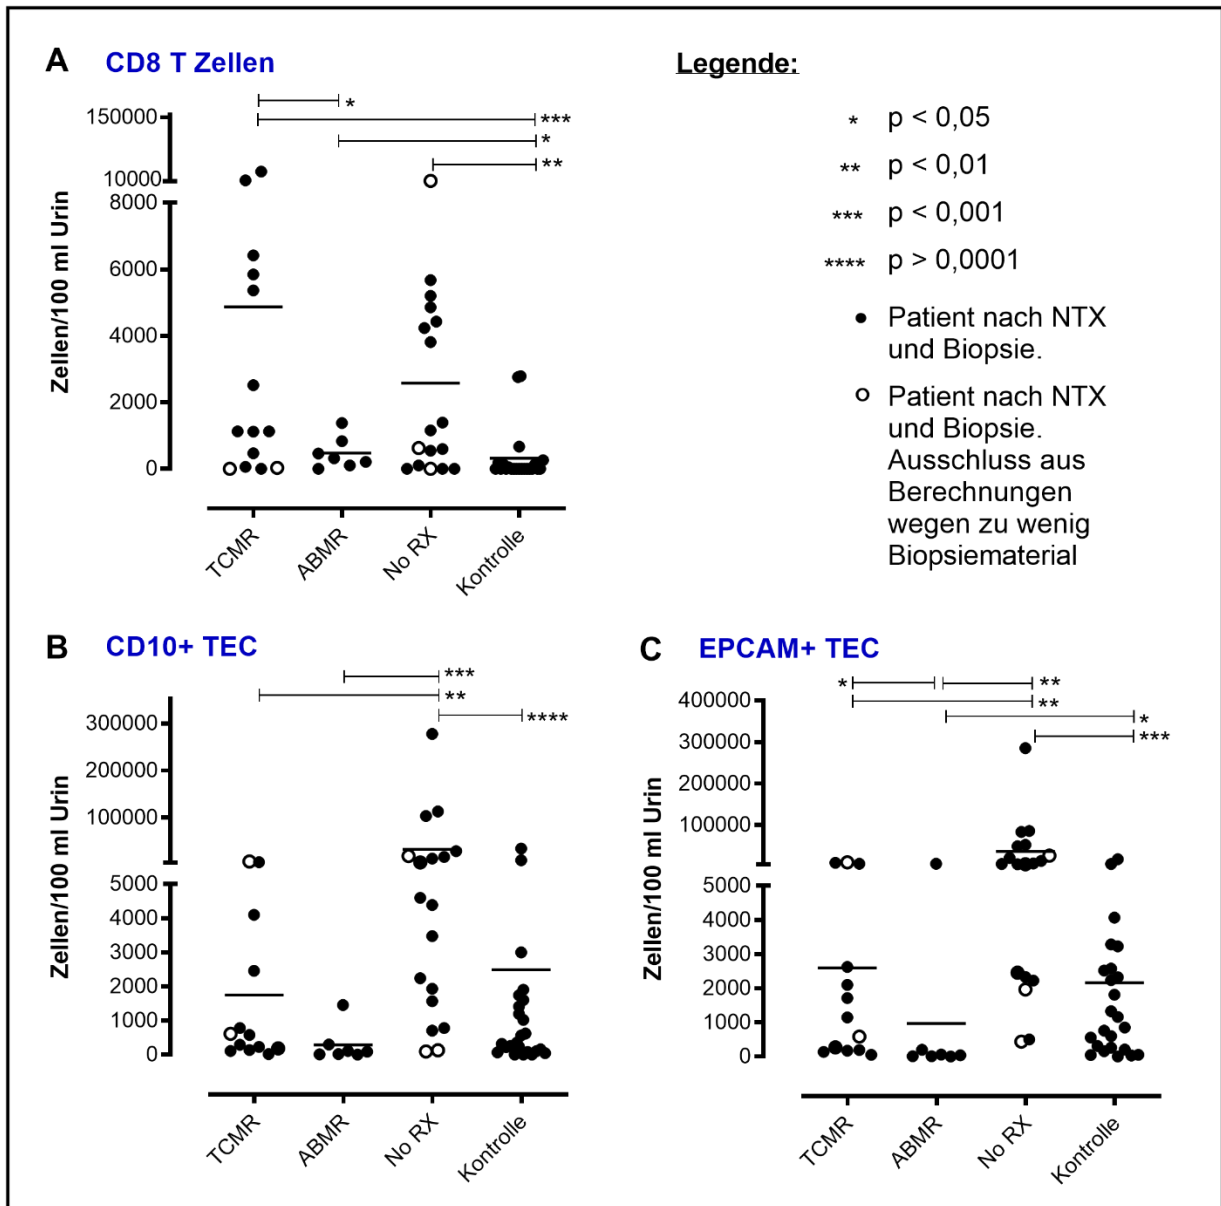 A CD8 T Zellen
*
***
*
**
150000
10000
8000
6000
4000
2000
0
Zellen/100 ml Urin
TCMR
ABMR
No RX
Kontrolle
Legende:
* p < 0,05
** p < 0,01
*** p < 0,001
**** p > 0,0001
Patient nach NTX
und Biopsie.
Patient nach NTX
und Biopsie.
Ausschluss aus
Berechnungen
wegen zu wenig
Biopsiematerial
B CD10+ TEC
***
**
****
300000
200000
100000
5000
4000
3000
2000
1000
0
Zellen/100 ml Urin
TCMR
ABMR
No RX
Kontrolle
C EPCAM+ TEC
* **
**
*
***
400000
300000
200000
100000
5000
4000
3000
2000
1000
0
Zellen/100 ml Urin
TCMR
ABMR
No RX
Kontrolle